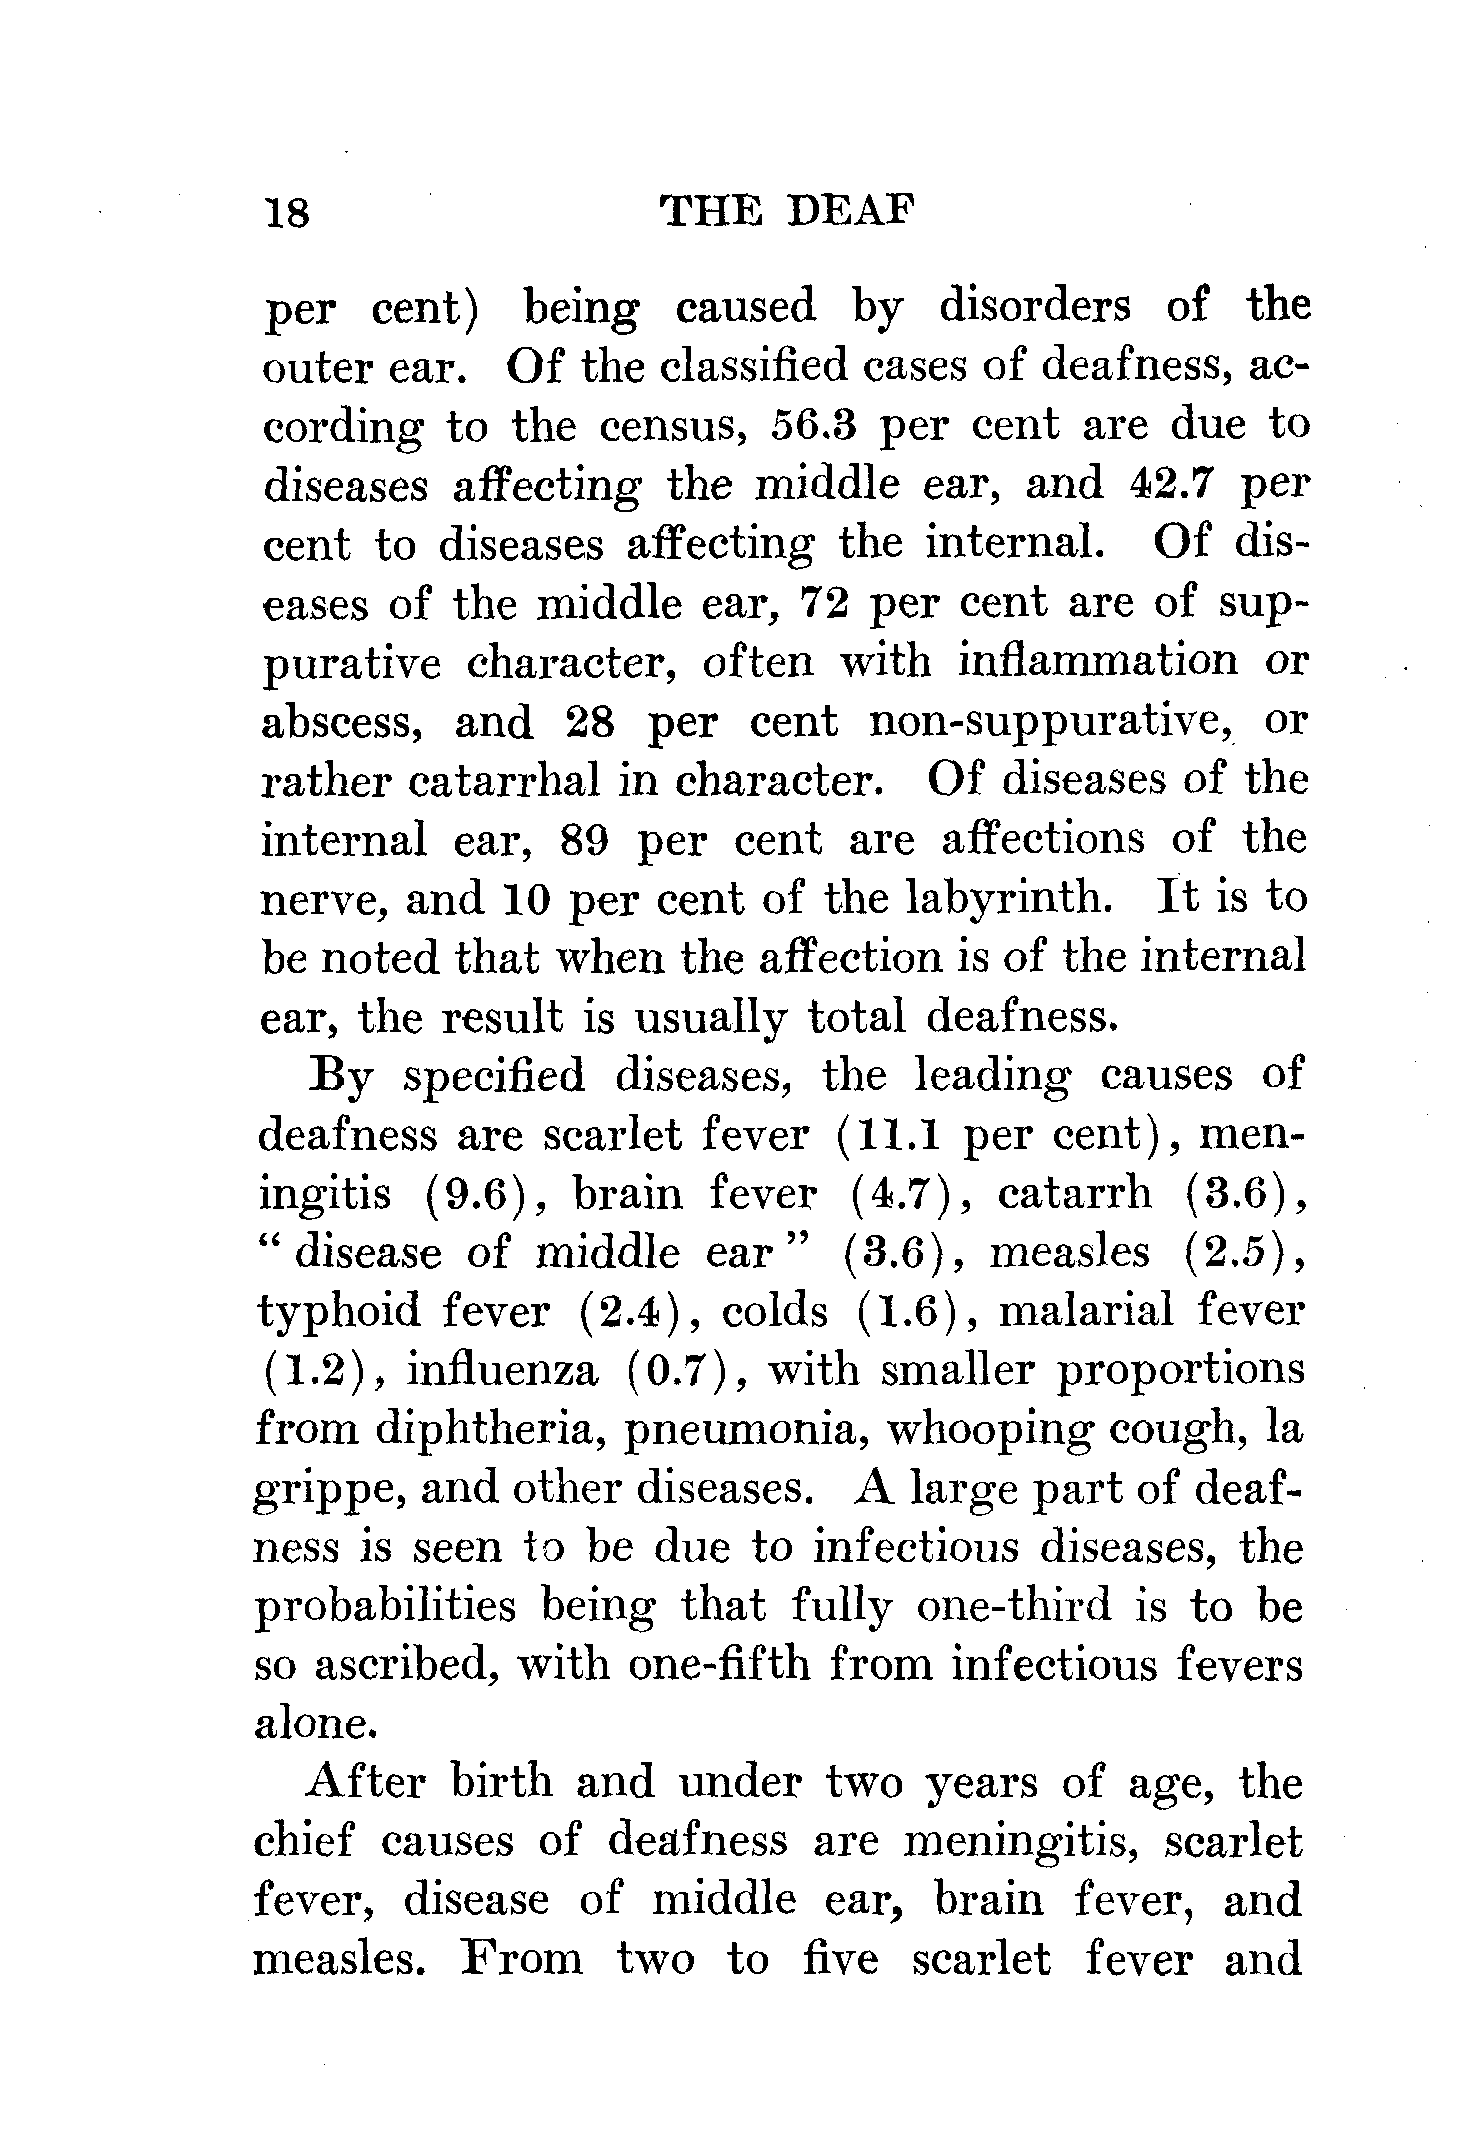 18 THE DEAF
per cent) being caused by disorders of the
outer ear. Of the classified cases of deafness, ac-
cording to the census, 56.3 per cent are due to
diseases affecting the middle ear, and 42.7 per
cent to diseases affecting the internal. Of dis-
eases of the middle ear, 72 per cent are of sup-
purative character, often with inflammation or
abscess, and 28 per cent non-suppurative, or
rather catarrhal in character. Of diseases of the
internal ear, 89 per cent are affections of the
nerve, and 10 per cent of the labyrinth. It is to
be noted that when the affection is of the internal
ear, the result is usually total deafness.
By specified diseases, the leading causes of
deafness are scarlet fever (11.1 per cent), men-
ingitis (9.6), brain fever (4.7), catarrh (3.6),
" disease of middle ear " (3.6), measles (2.5),
typhoid fever (2.4), colds (1.6), malarial fever
(1.2), influenza (0.7), with smaller proportions
from diphtheria, pneumonia, whooping cough, la
grippe, and other diseases. A large part of deaf-
ness is seen to be due to infectious diseases, the
probabilities being that fully one-third is to be
so ascribed, with one-fifth from infectious fevers
alone.
After birth and under two years of age, the
chief causes of deafness are meningitis, scarlet
fever, disease of middle ear, brain fever, and
measles. From two to five scarlet fever and